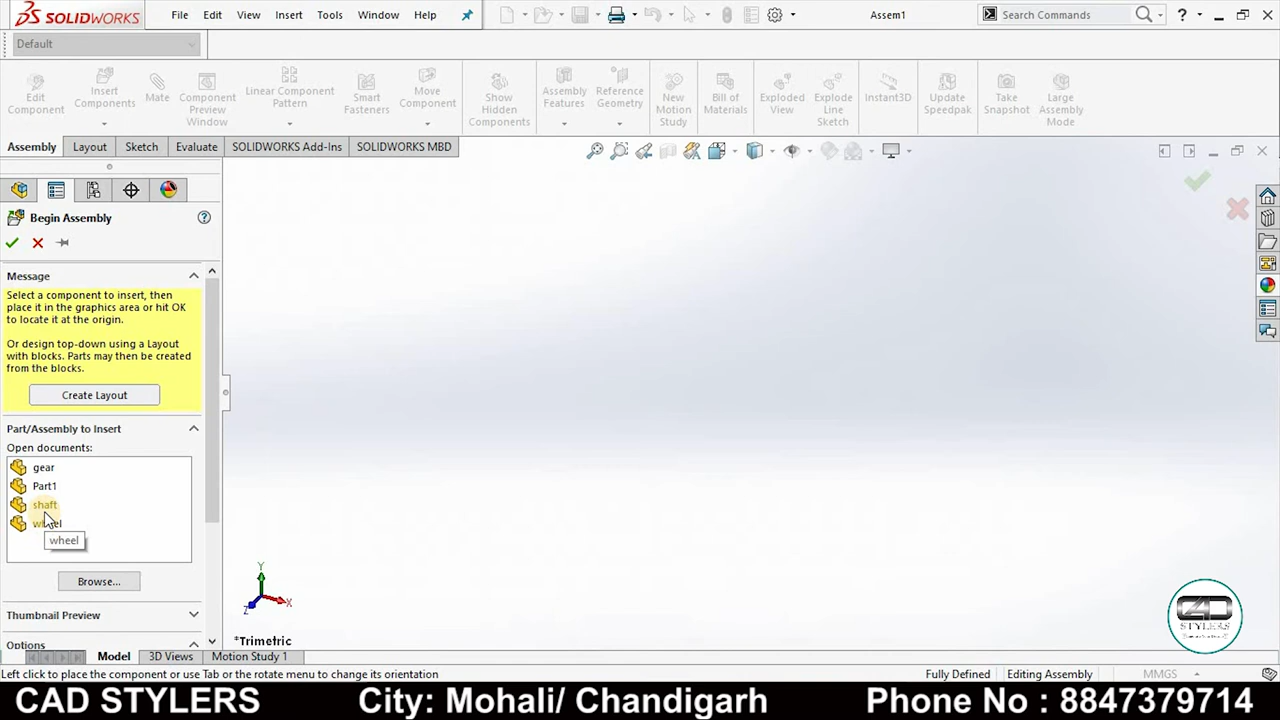 SOLIDWORKS File Edit View Insert Tools Window Help Assem1 Search Commands ?
Default
Edit Component
Insert Components
Mate
Component Preview Window
Linear Component Pattern
Smart Fasteners
Move Component
Show Hidden Components
Assembly Features
Reference Geometry
New Motion Study
Bill of Materials
Exploded View
Explode Line Sketch
Instant3D
Update Speedpak
Take Snapshot
Large Assembly Mode
Assembly Layout Sketch Evaluate SOLIDWORKS Add-Ins SOLIDWORKS MBD
Begin Assembly ?
Message
Select a component to insert, then
place it in the graphics area or hit OK
to locate it at the origin.
Or design top-down using a Layout
with blocks. Parts may then be created
from the blocks.
Create Layout
Part/Assembly to Insert
Open documents:
gear
Part1
shaft
wheel
wheel
Browse...
Thumbnail Preview
Options
Y
X
Z
*Trimetric
STYLERS
Model 3D Views Motion Study 1
Left click to place the component or use Tab or the rotate menu to change its orientation Fully Defined Editing Assembly MMGS
CAD STYLERS City: Mohali/ Chandigarh Phone No : 8847379714